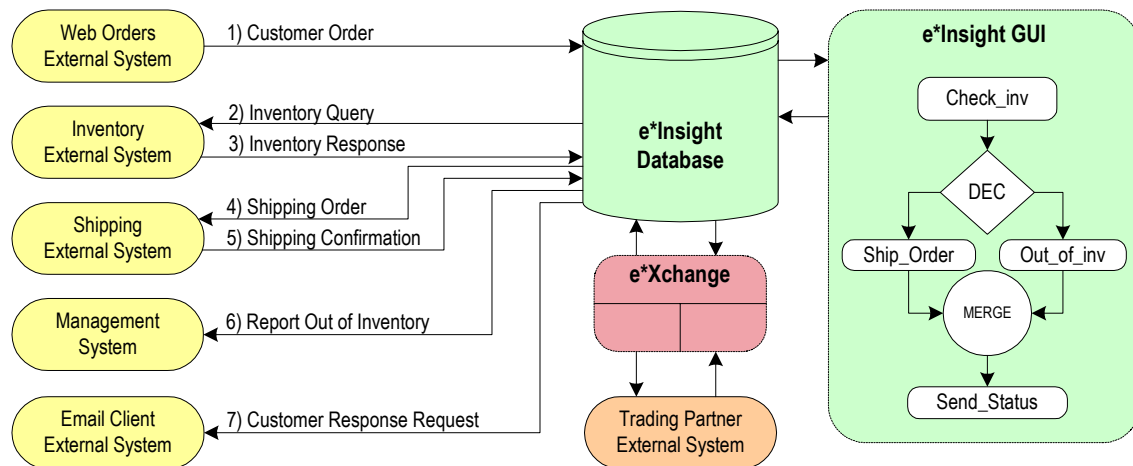 Web Orders
External System
1) Customer Order
Inventory
External System
2) Inventory Query
3) Inventory Response
Shipping
External System
4) Shipping Order
5) Shipping Confirmation
Management
System
6) Report Out of Inventory
Email Client
External System
7) Customer Response Request
e*Insight
Database
e*Xchange
Trading Partner
External System
e*Insight GUI
Check_inv
DEC
Ship_Order
Out_of_inv
MERGE
Send_Status